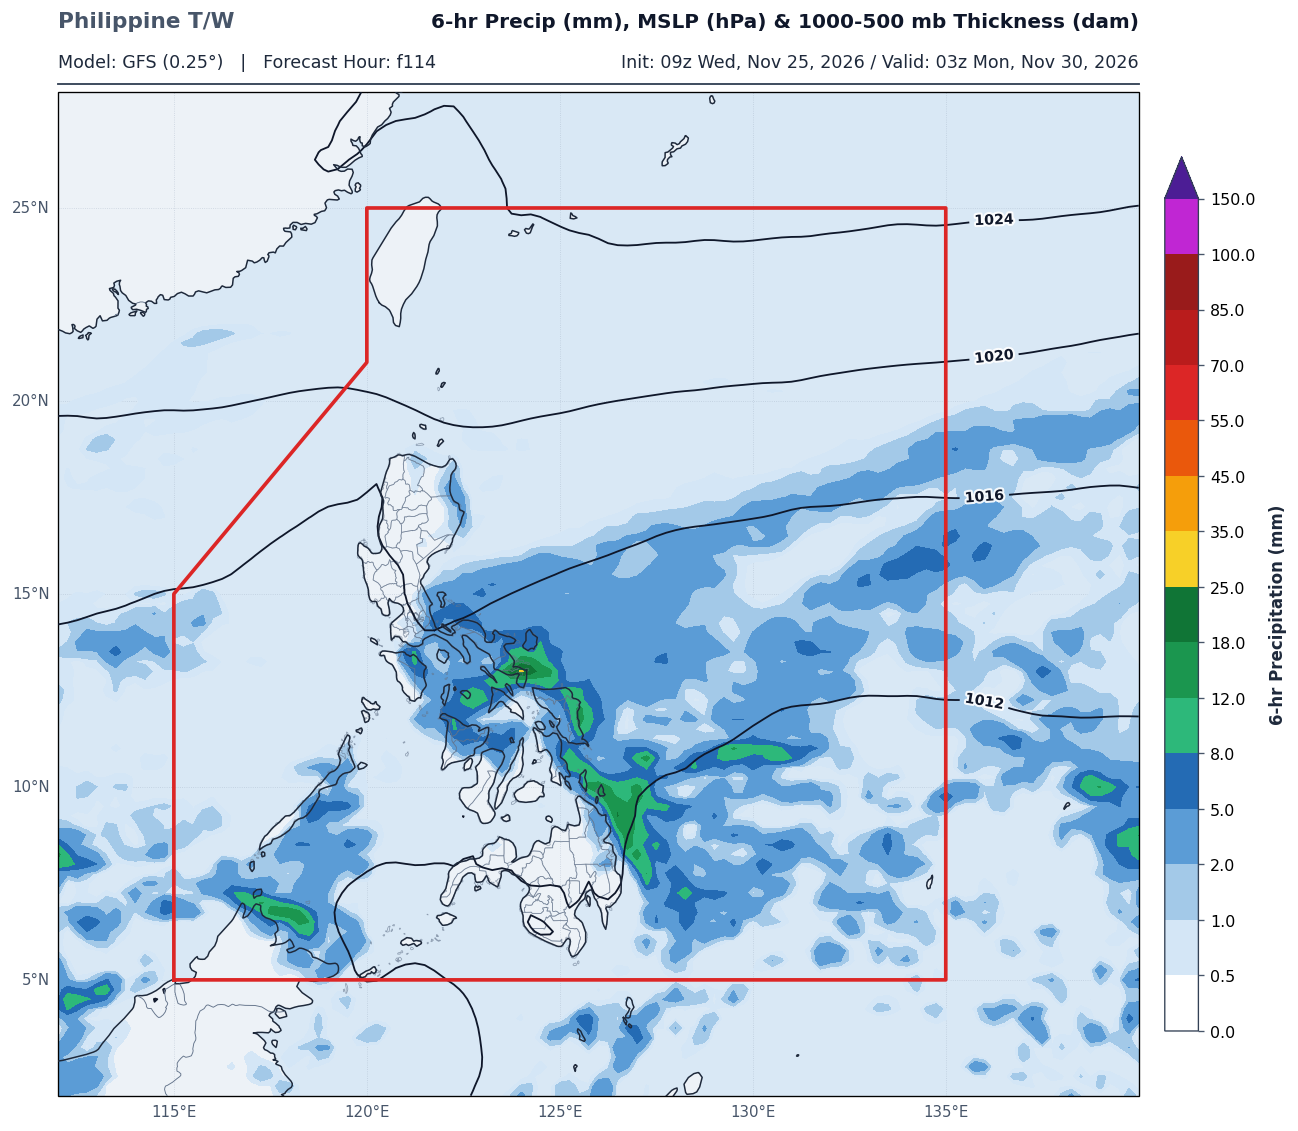 Philippine T/W
6-hr Precip (mm), MSLP (hPa) & 1000-500 mb Thickness (dam)
Model: GFS (0.25°) | Forecast Hour: f114
Init: 09z Wed, Nov 25, 2026 / Valid: 03z Mon, Nov 30, 2026
25°N
20°N
15°N
10°N
5°N
115°E
120°E
125°E
130°E
135°E
1024
1020
1016
1012
150.0
100.0
85.0
70.0
55.0
45.0
35.0
25.0
18.0
12.0
8.0
5.0
2.0
1.0
0.5
0.0
6-hr Precipitation (mm)